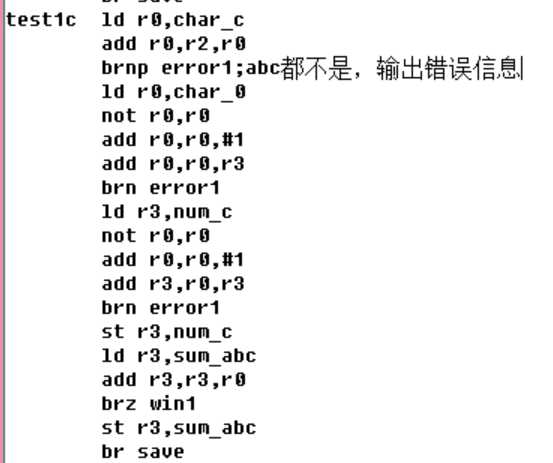 br save
test1c ld r0,char_c
add r0,r2,r0
brnp error1;abc都不是，输出错误信息
ld r0,char_0
not r0,r0
add r0,r0,#1
add r0,r0,r3
brn error1
ld r3,num_c
not r0,r0
add r0,r0,#1
add r3,r0,r3
brn error1
st r3,num_c
ld r3,sum_abc
add r3,r3,r0
brz win1
st r3,sum_abc
br save